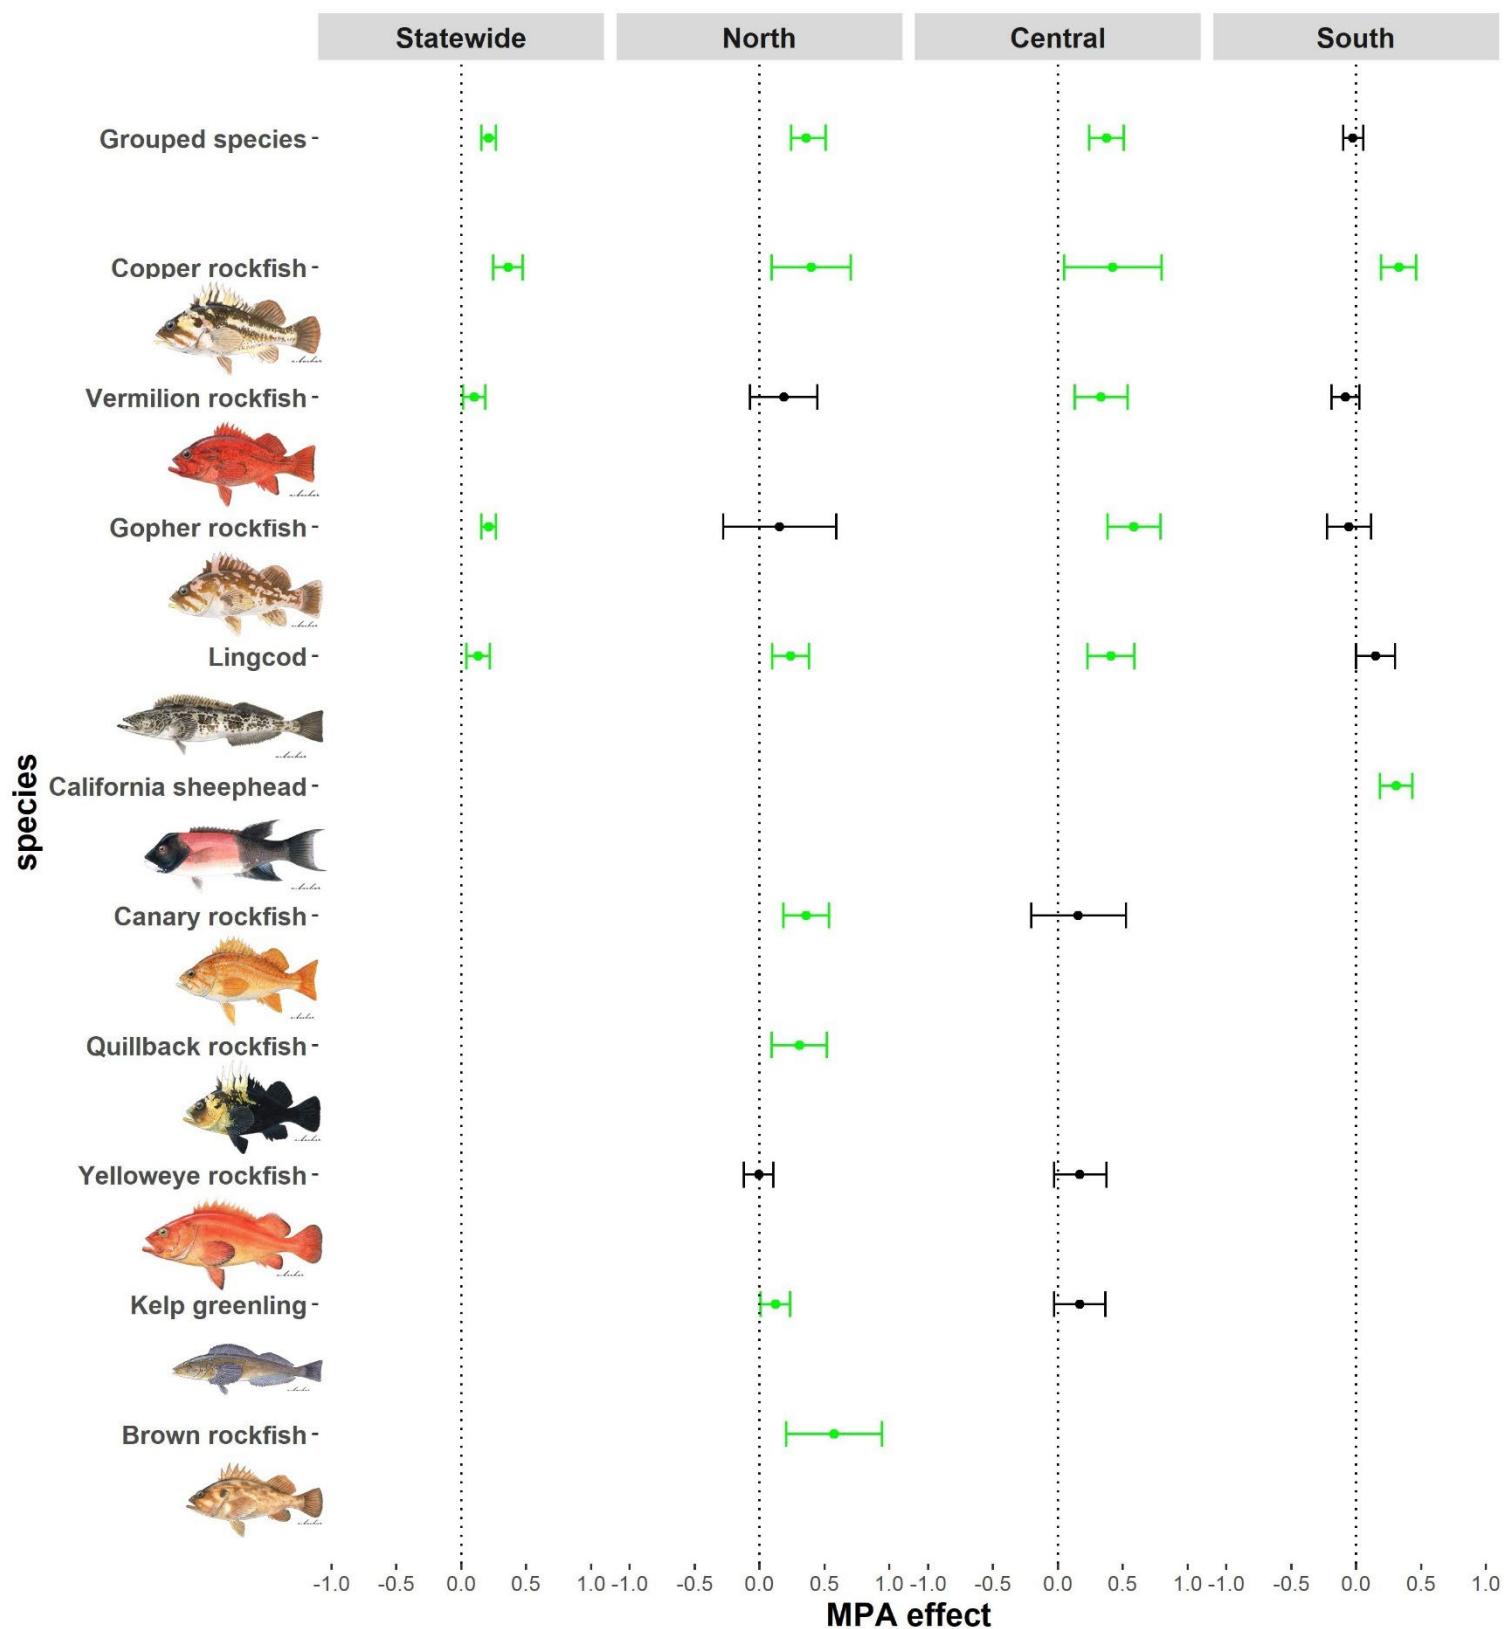 Statewide North Central South
Grouped species
Copper rockfish
Vermilion rockfish
Gopher rockfish
Lingcod
California sheephead
Canary rockfish
Quillback rockfish
Yelloweye rockfish
Kelp greenling
Brown rockfish
species
-1.0 -0.5 0.0 0.5 1.0 -1.0 -0.5 0.0 0.5 1.0 -1.0 -0.5 0.0 0.5 1.0 -1.0 -0.5 0.0 0.5 1.0
MPA effect